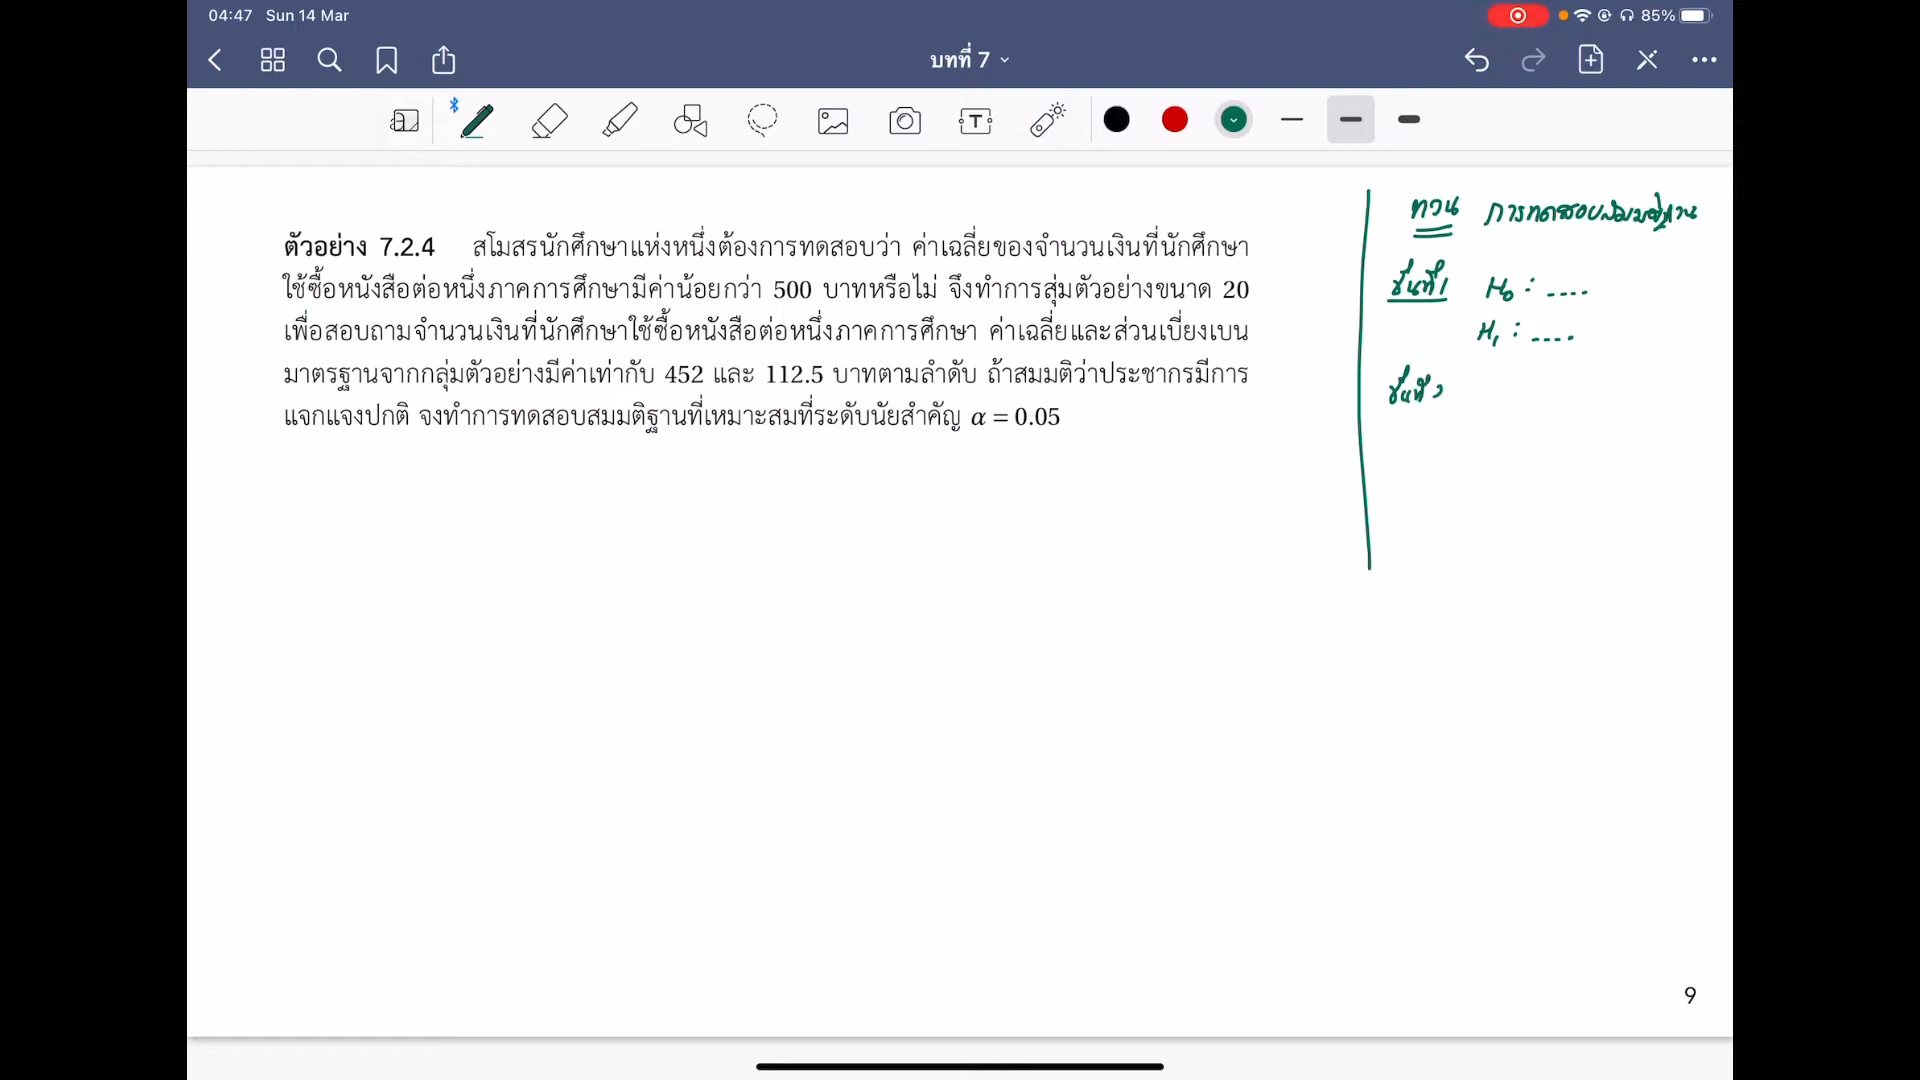 04:47 Sun 14 Mar
85%
บทที่ 7
ตัวอย่าง 7.2.4 สโมสรนักศึกษาแห่งหนึ่งต้องการทดสอบว่า ค่าเฉลี่ยของจำนวนเงินที่นักศึกษา
ใช้ซื้อหนังสือต่อหนึ่งภาคการศึกษามีค่าน้อยกว่า 500 บาทหรือไม่ จึงทำการสุ่มตัวอย่างขนาด 20
เพื่อสอบถามจำนวนเงินที่นักศึกษาใช้ซื้อหนังสือต่อหนึ่งภาคการศึกษา ค่าเฉลี่ยและส่วนเบี่ยงเบน
มาตรฐานจากกลุ่มตัวอย่างมีค่าเท่ากับ 452 และ 112.5 บาทตามลำดับ ถ้าสมมติว่าประชากรมีการ
แจกแจงปกติ จงทำการทดสอบสมมติฐานที่เหมาะสมที่ระดับนัยสำคัญ α = 0.05
ทวน การทดสอบสมมติฐาน
ขั้นที่ 1 H₀ : ....
H₁ : ....
ขั้นที่ 2
9